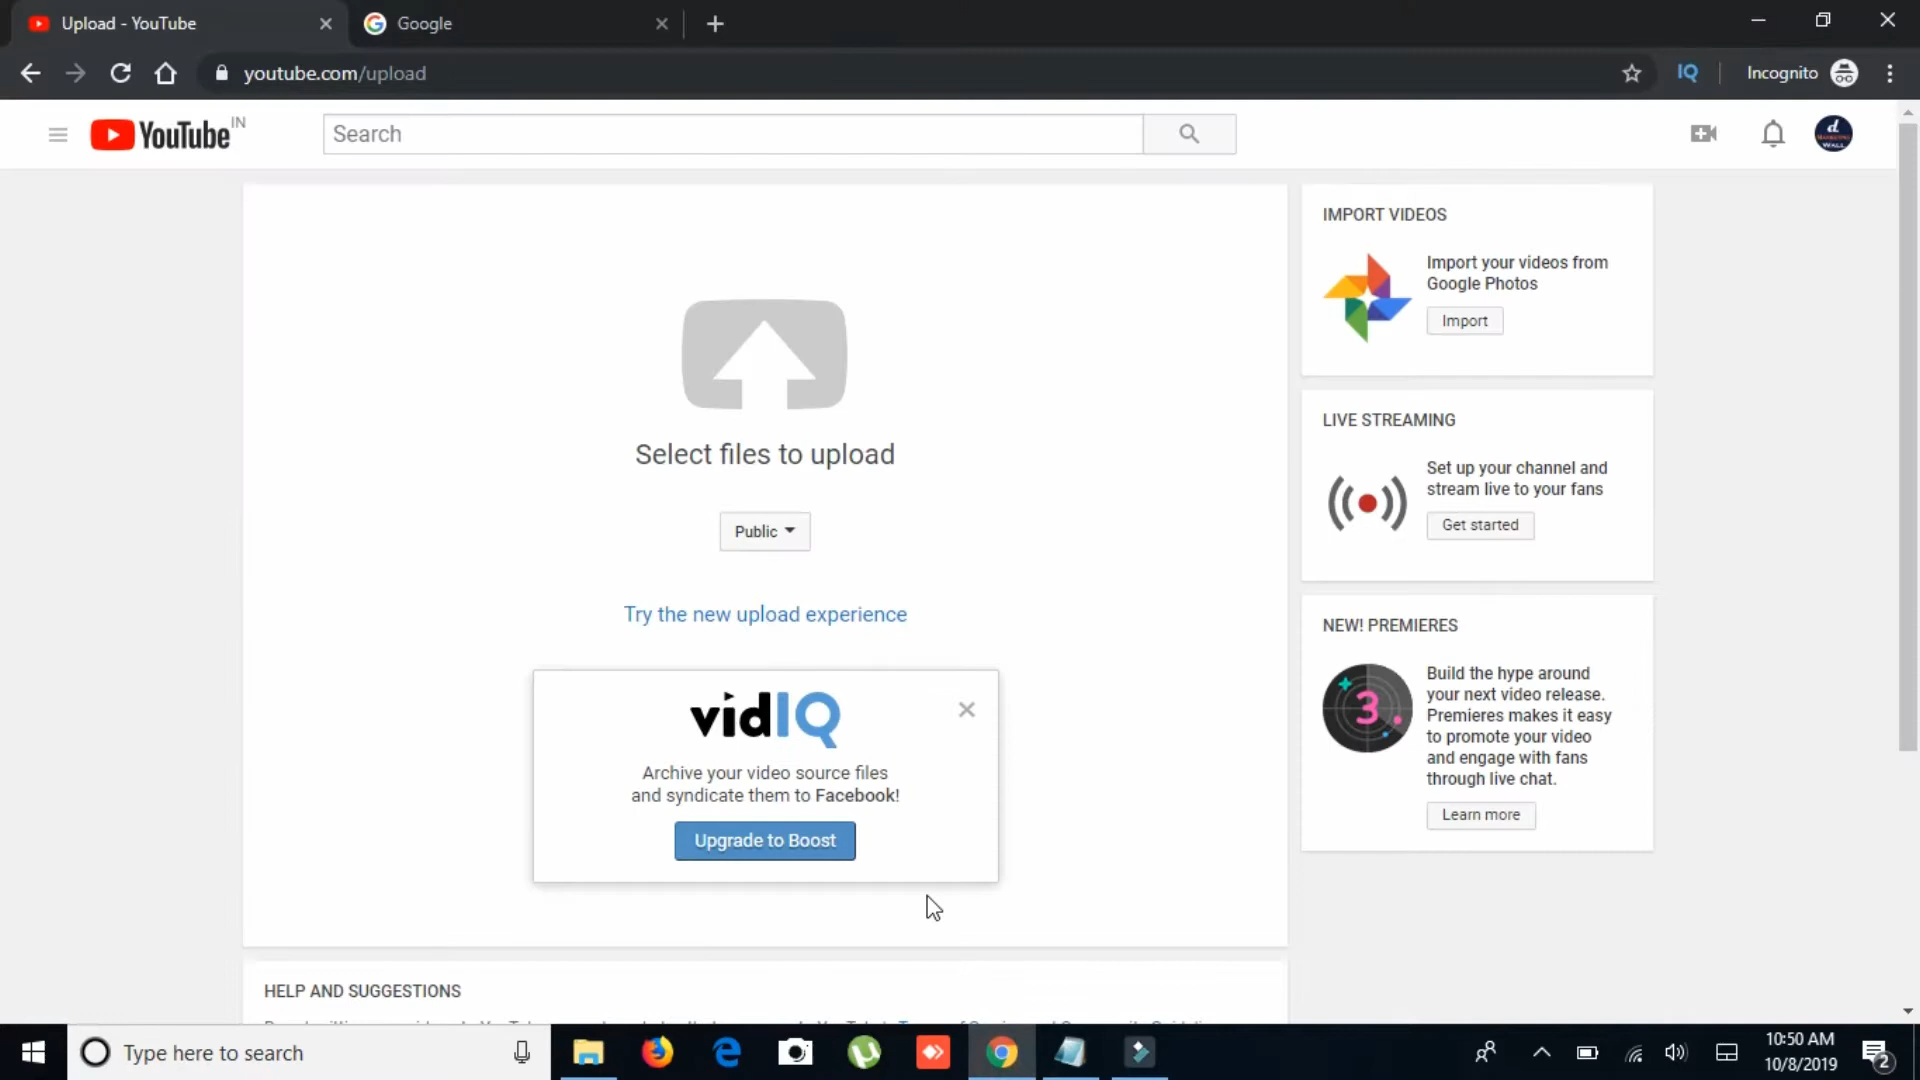 Upload - YouTube
Google
youtube.com/upload
IQ
Incognito
YouTube IN
Search
d
MARKETING
WALL
Select files to upload
Public
Try the new upload experience
vidIQ
Archive your video source files
and syndicate them to Facebook!
Upgrade to Boost
IMPORT VIDEOS
Import your videos from
Google Photos
Import
LIVE STREAMING
Set up your channel and
stream live to your fans
Get started
NEW! PREMIERES
3
Build the hype around
your next video release.
Premieres makes it easy
to promote your video
and engage with fans
through live chat.
Learn more
HELP AND SUGGESTIONS
Type here to search
10:50 AM
10/8/2019
2